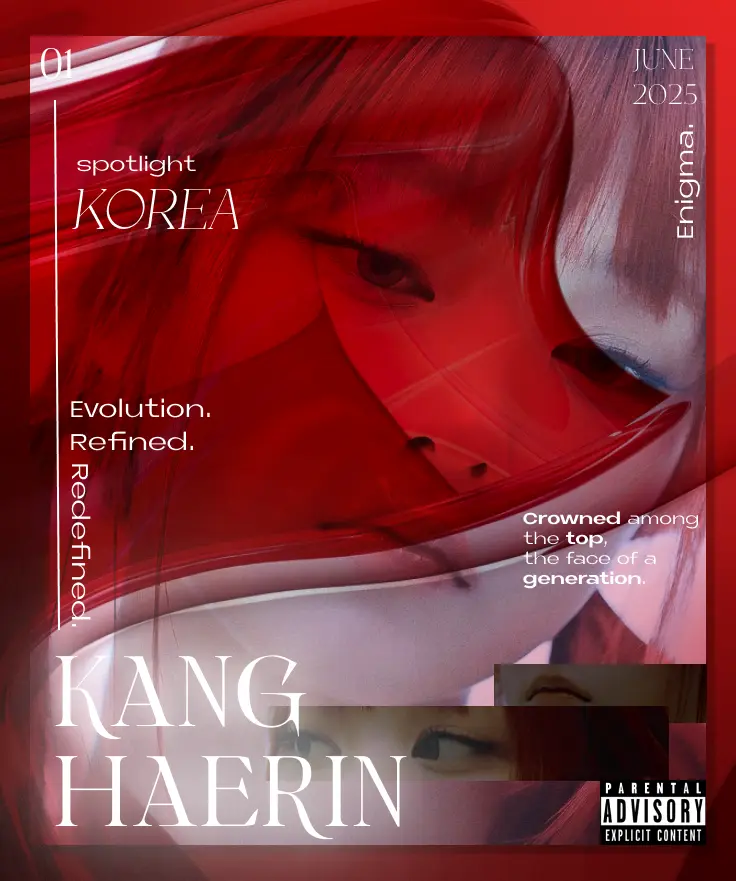 01
JUNE
2025
Enigma.
spotlight
KOREA
Evolution.
Refined.
Redefined.
Crowned among
the top,
the face of a
generation.
KANG
HAERIN
PARENTAL
ADVISORY
EXPLICIT CONTENT